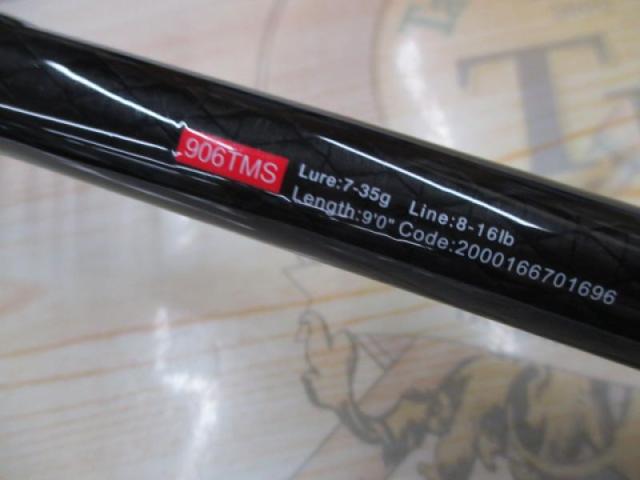 906TMS
Lure:7-35g Line:8-16lb
Length:9'0" Code:2000166701696